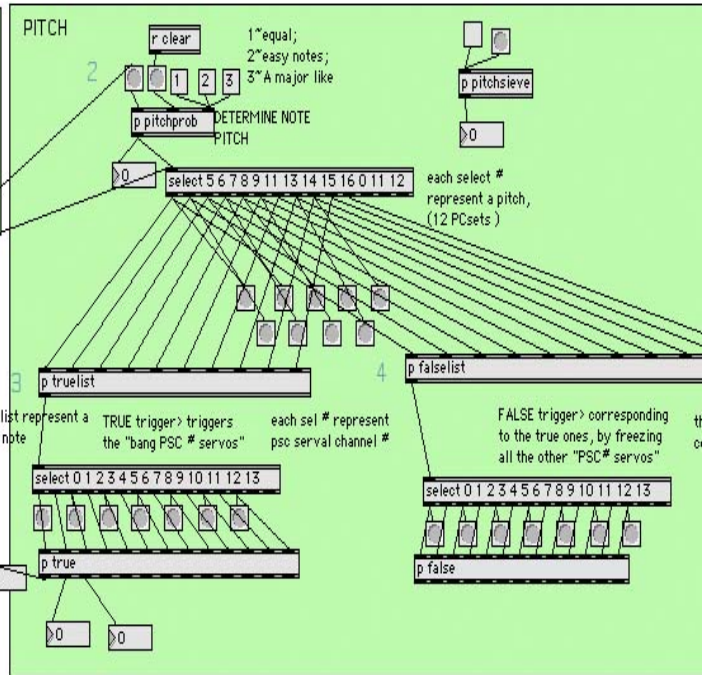 PITCH
r clear
1~equal;
2~easy notes;
3~A major like
2
1
2
3
p pitchprob
DETERMINE NOTE
PITCH
p pitchsieve
0
0
select 5 6 7 8 9 11 13 14 15 16 0 11 12
each select #
represent a pitch,
(12 PCsets )
3
p truelist
4
p falselist
list represent a
note
TRUE trigger> triggers
the "bang PSC # servos"
each sel # represent
psc serval channel #
FALSE trigger> corresponding
to the true ones, by freezing
all the other "PSC# servos"
select 0 1 2 3 4 5 6 7 8 9 10 11 12 13
select 0 1 2 3 4 5 6 7 8 9 10 11 12 13
p true
p false
0
0